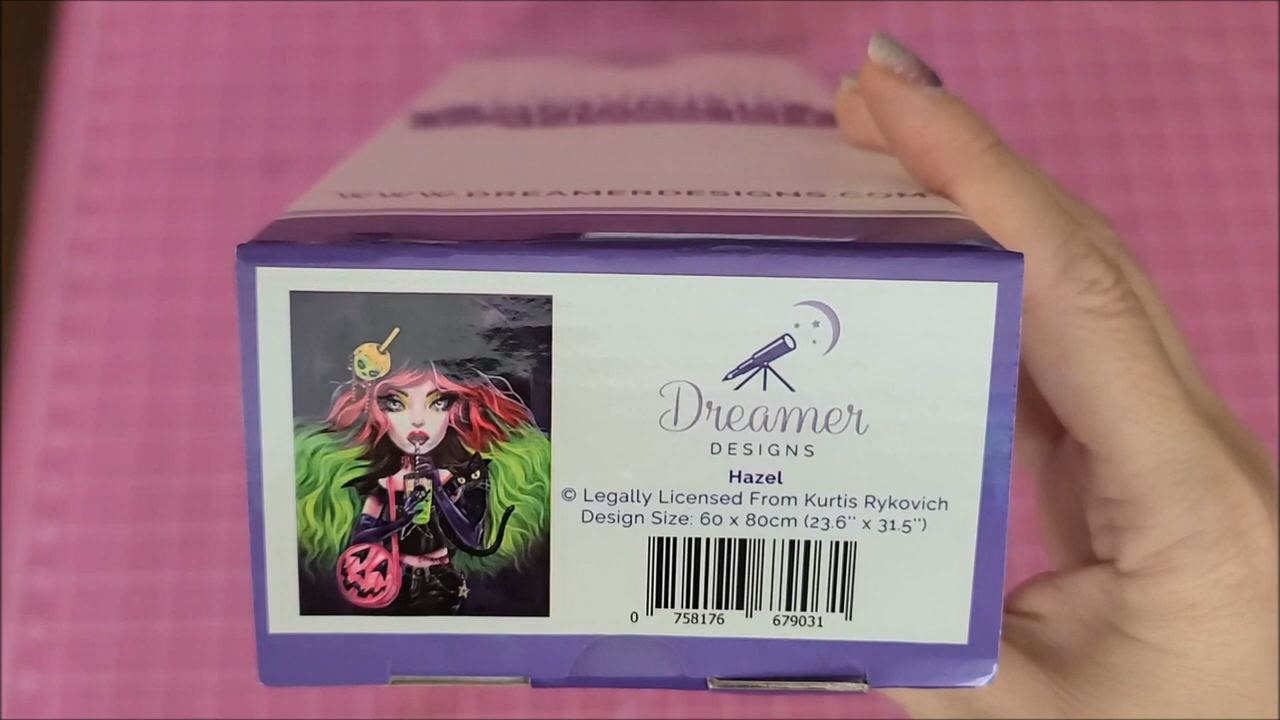 WWW.DREAMERDESIGNS.COM
Dreamer
DESIGNS
Hazel
© Legally Licensed From Kurtis Rykovich
Design Size: 60 x 80cm (23.6" x 31.5")
0 758176 679031